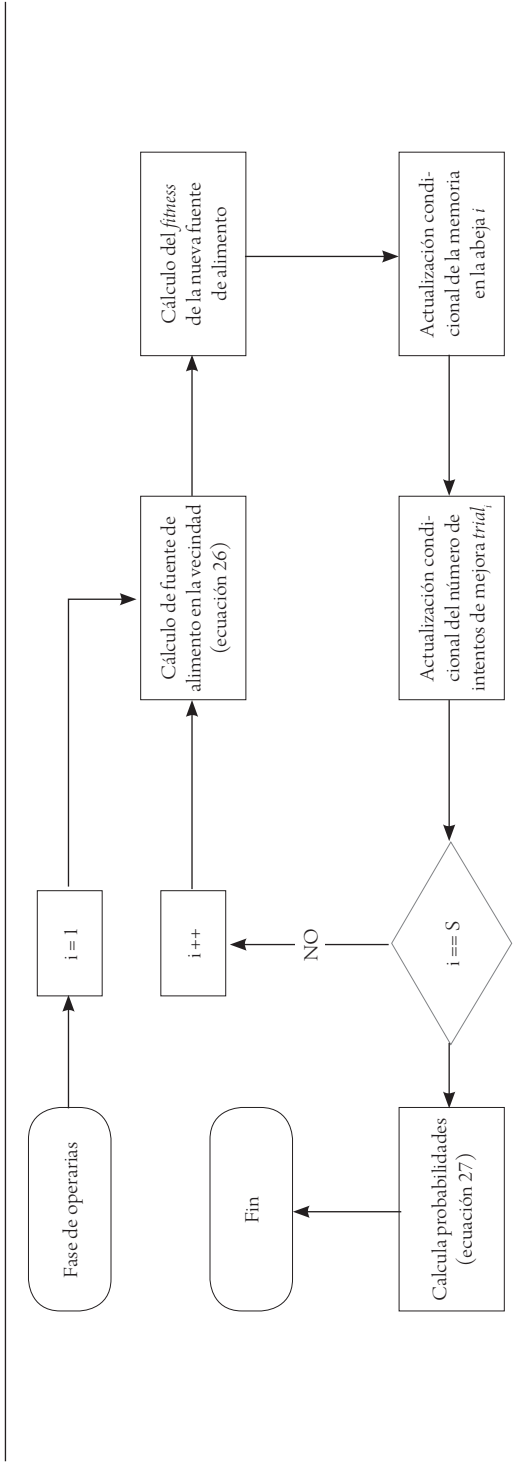 Fase de operarias
i = 1
Cálculo de fuente de
alimento en la vecindad
(ecuación 26)
Cálculo del fitness
de la nueva fuente
de alimento
Actualización condi-
cional de la memoria
en la abeja i
Actualización condi-
cional del número de
intentos de mejora trialᵢ
i == S
NO
i ++
Calcula probabilidades
(ecuación 27)
Fin